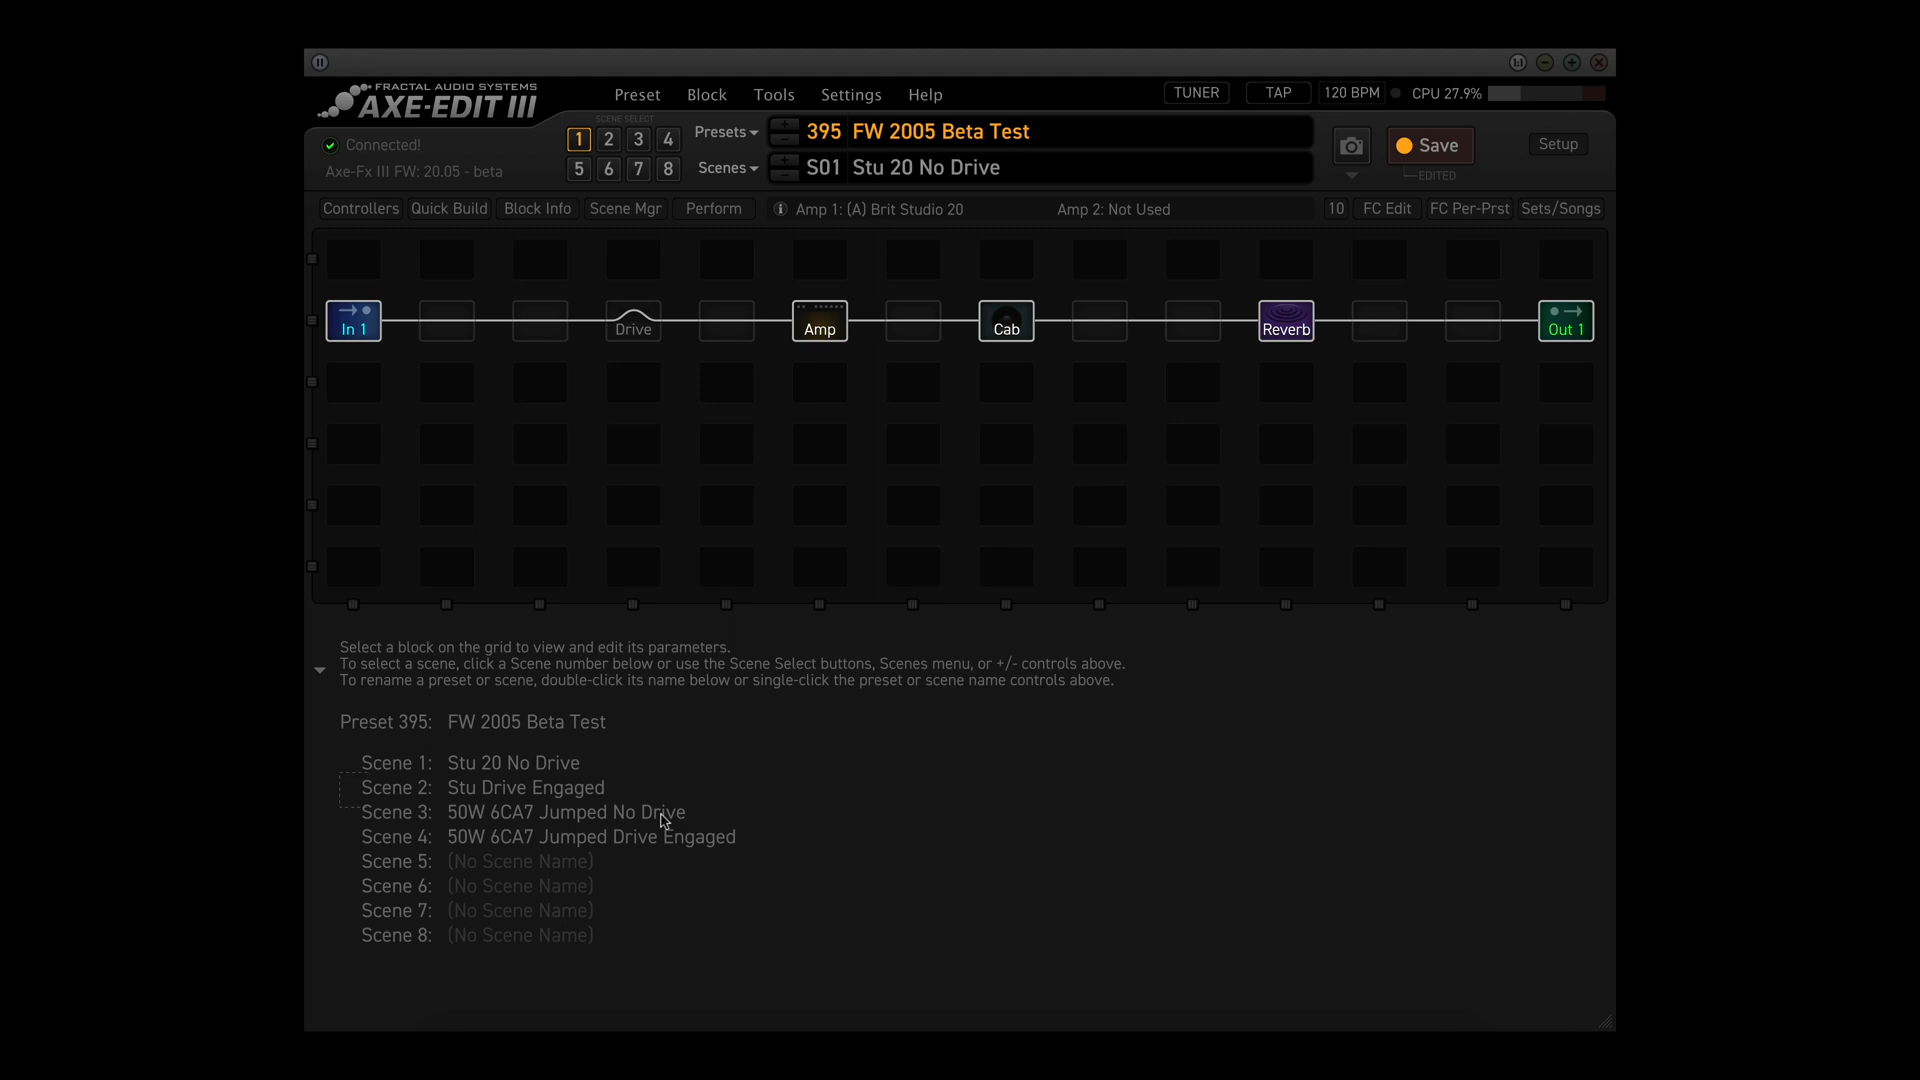 FRACTAL AUDIO SYSTEMS
AXE-EDIT III
Preset Block Tools Settings Help
TUNER TAP 120 BPM CPU 27.9%
SCENE SELECT
1 2 3 4
5 6 7 8
Presets 395 FW 2005 Beta Test
Scenes S01 Stu 20 No Drive
Connected!
Axe-Fx III FW: 20.05 - beta
Save
EDITED
Setup
Controllers Quick Build Block Info Scene Mgr Perform
Amp 1: (A) Brit Studio 20 Amp 2: Not Used
10 FC Edit FC Per-Prst Sets/Songs
In 1 Drive Amp Cab Reverb Out 1
Select a block on the grid to view and edit its parameters.
To select a scene, click a Scene number below or use the Scene Select buttons, Scenes menu, or +/- controls above.
To rename a preset or scene, double-click its name below or single-click the preset or scene name controls above.
Preset 395: FW 2005 Beta Test
Scene 1: Stu 20 No Drive
Scene 2: Stu Drive Engaged
Scene 3: 50W 6CA7 Jumped No Drive
Scene 4: 50W 6CA7 Jumped Drive Engaged
Scene 5: (No Scene Name)
Scene 6: (No Scene Name)
Scene 7: (No Scene Name)
Scene 8: (No Scene Name)